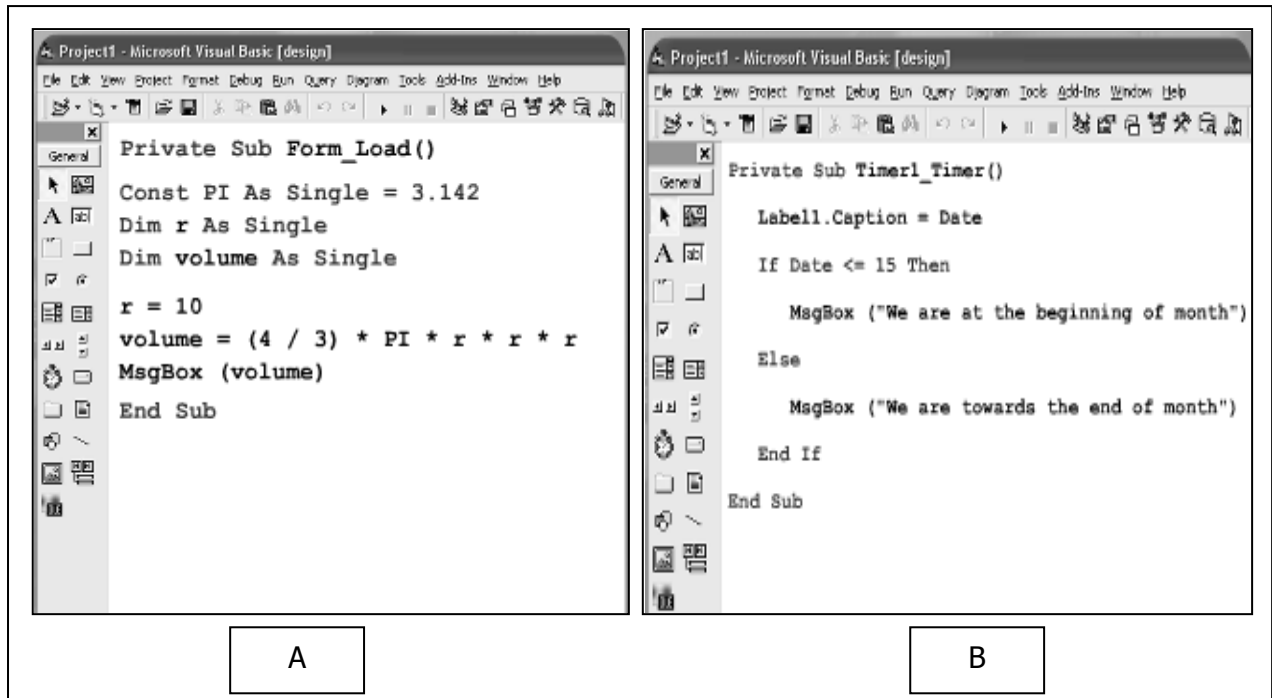 Project1 - Microsoft Visual Basic [design]
File Edit View Project Format Debug Run Query Diagram Tools Add-Ins Window Help
General
Private Sub Form_Load()
Const PI As Single = 3.142
Dim r As Single
Dim volume As Single
r = 10
volume = (4 / 3) * PI * r * r * r
MsgBox (volume)
End Sub
A
Project1 - Microsoft Visual Basic [design]
File Edit View Project Format Debug Run Query Diagram Tools Add-Ins Window Help
General
Private Sub Timer1_Timer()
Label1.Caption = Date
If Date <= 15 Then
MsgBox ("We are at the beginning of month")
Else
MsgBox ("We are towards the end of month")
End If
End Sub
B